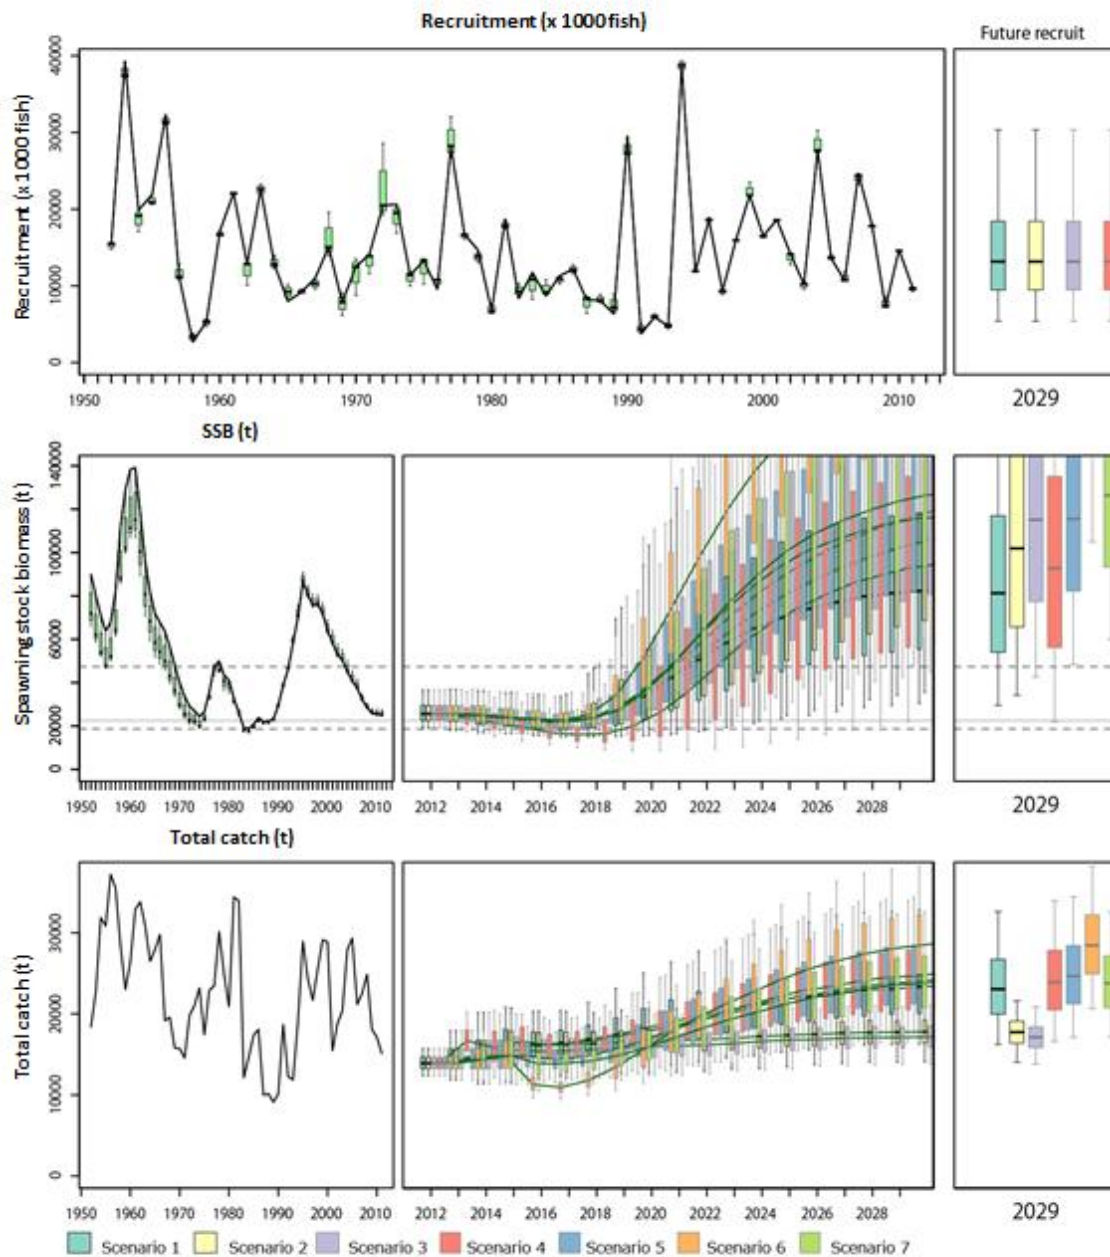 Recruitment (x 1000 fish)
Future recruit
Recruitment (x 1000 fish)
40000
30000
20000
10000
0
1950 1960 1970 1980 1990 2000 2010
2029
SSB (t)
Spawning stock biomass (t)
140000
100000
60000
20000
0
1950 1960 1970 1980 1990 2000 2010
2012 2014 2016 2018 2020 2022 2024 2026 2028
2029
Total catch (t)
Total catch (t)
30000
20000
10000
0
1950 1960 1970 1980 1990 2000 2010
2012 2014 2016 2018 2020 2022 2024 2026 2028
2029
Scenario 1 Scenario 2 Scenario 3 Scenario 4 Scenario 5 Scenario 6 Scenario 7